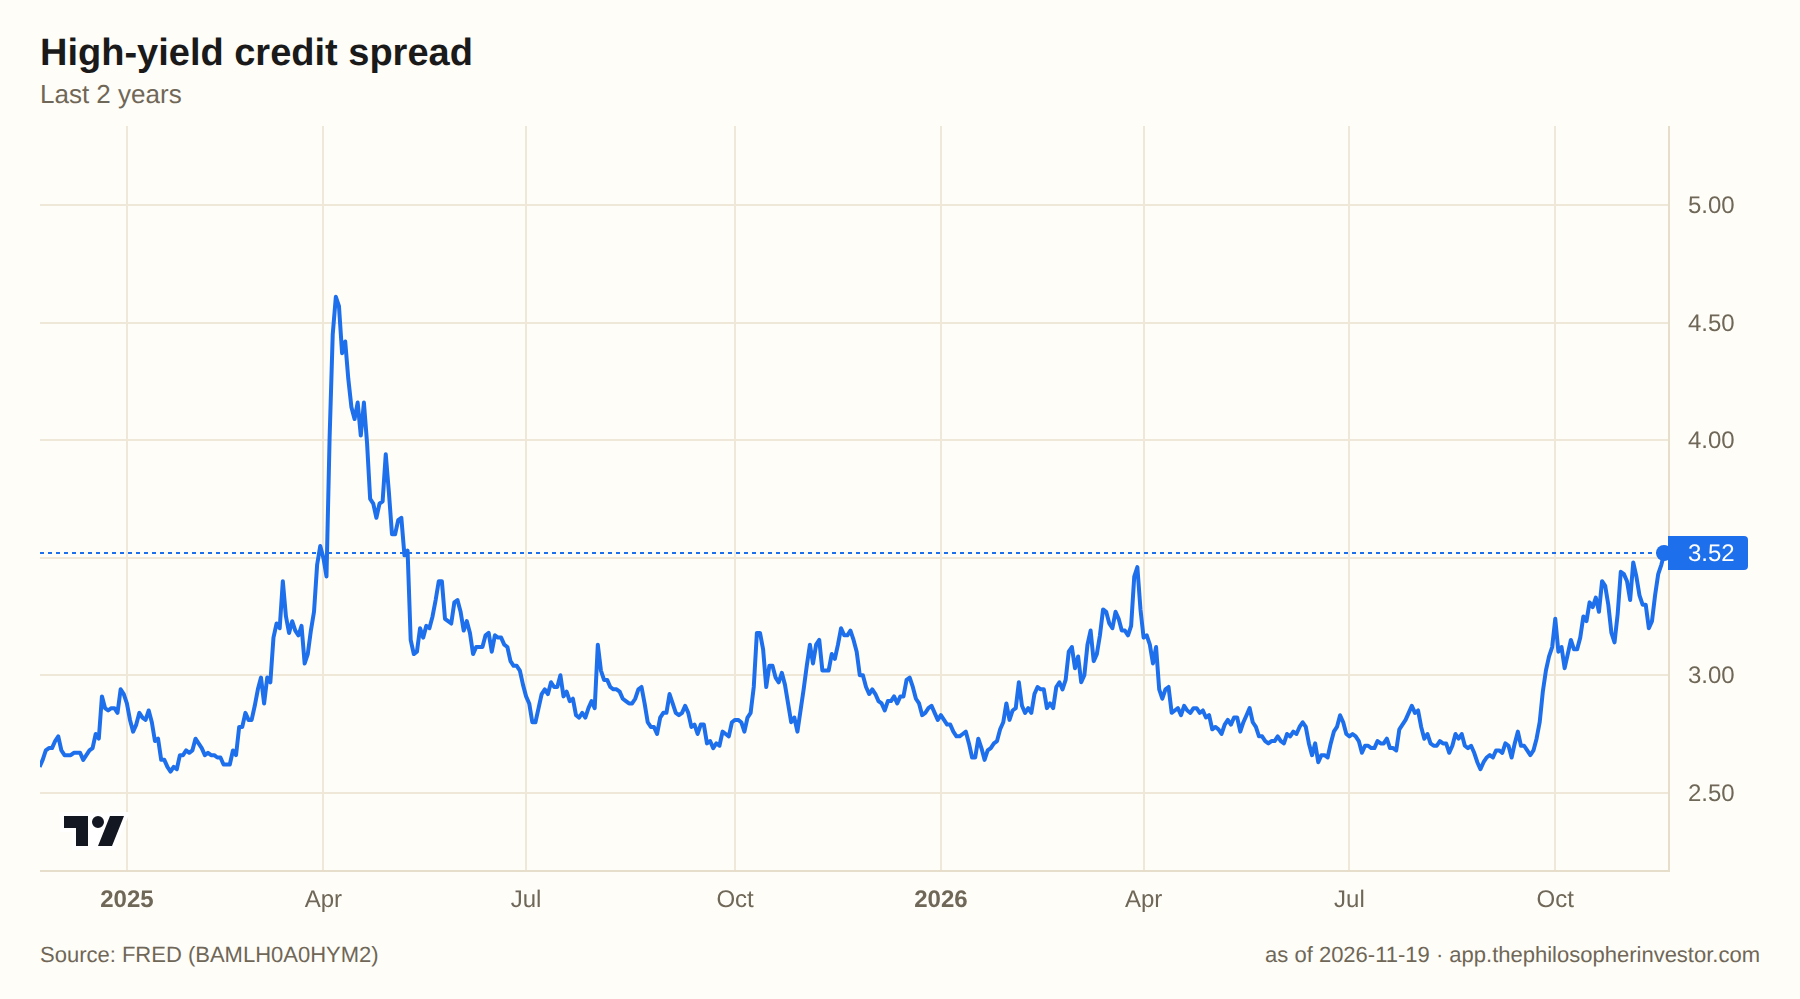 High-yield credit spread
Last 2 years
5.00
4.50
4.00
3.52
3.00
2.50
2025 Apr Jul Oct 2026 Apr Jul Oct
Source: FRED (BAMLH0A0HYM2)
as of 2026-11-19 · app.thephilosopherinvestor.com